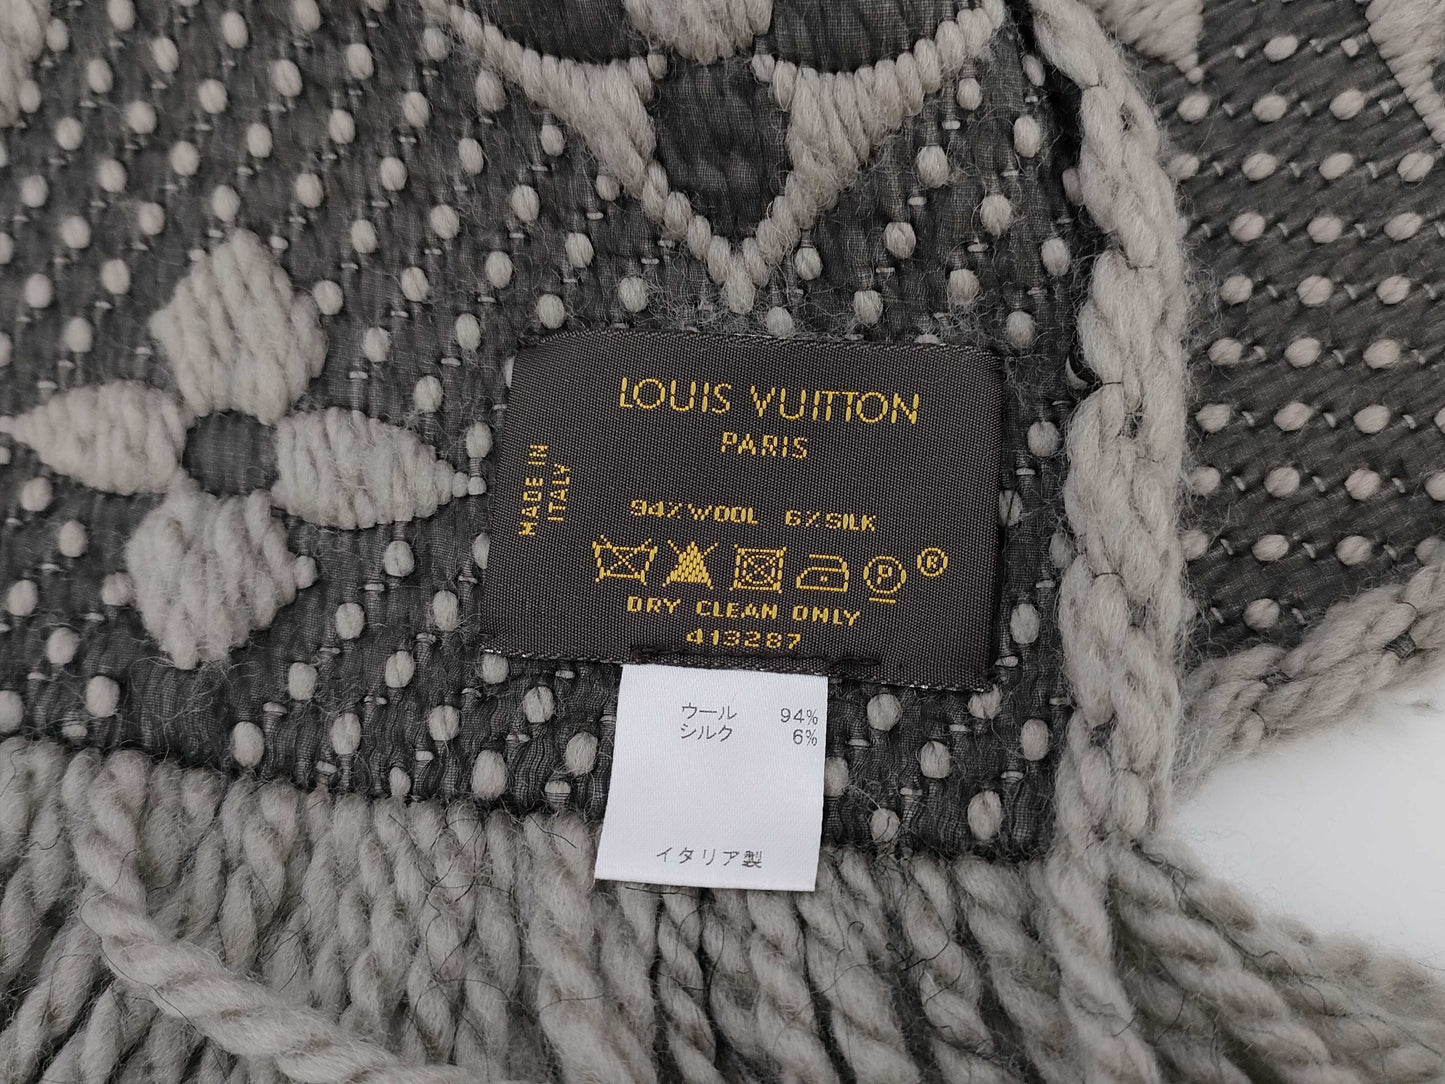 LOUIS VUITTON
PARIS
MADE IN
ITALY
94% WOOL 6% SILK
P
®
DRY CLEAN ONLY
413287
ウール 94%
シルク 6%
イタリア製